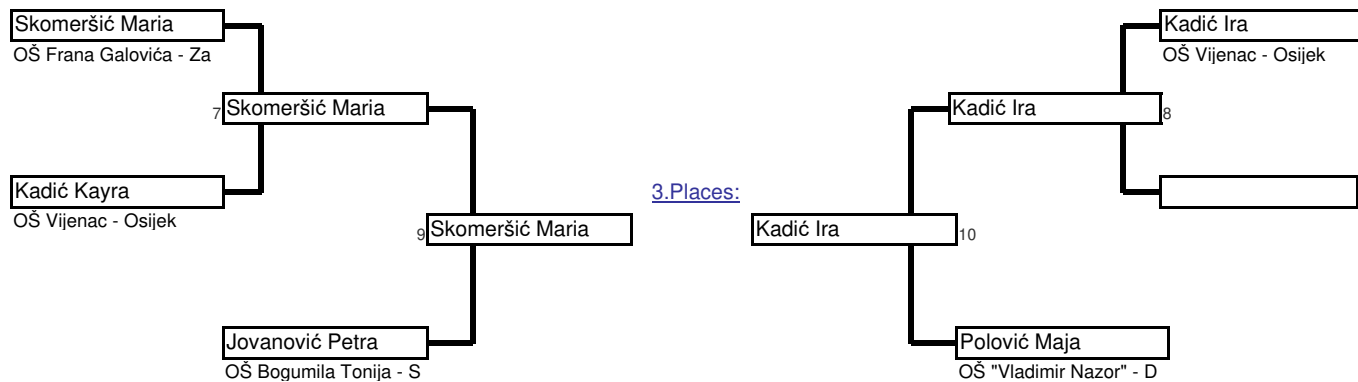 Skomeršić Maria
OŠ Frana Galovića - Za
7 Skomeršić Maria
Kadić Kayra
OŠ Vijenac - Osijek
9 Skomeršić Maria
Jovanović Petra
OŠ Bogumila Tonija - S
3.Places:
Kadić Ira
OŠ Vijenac - Osijek
Kadić Ira 8
Kadić Ira 10
Polović Maja
OŠ "Vladimir Nazor" - D